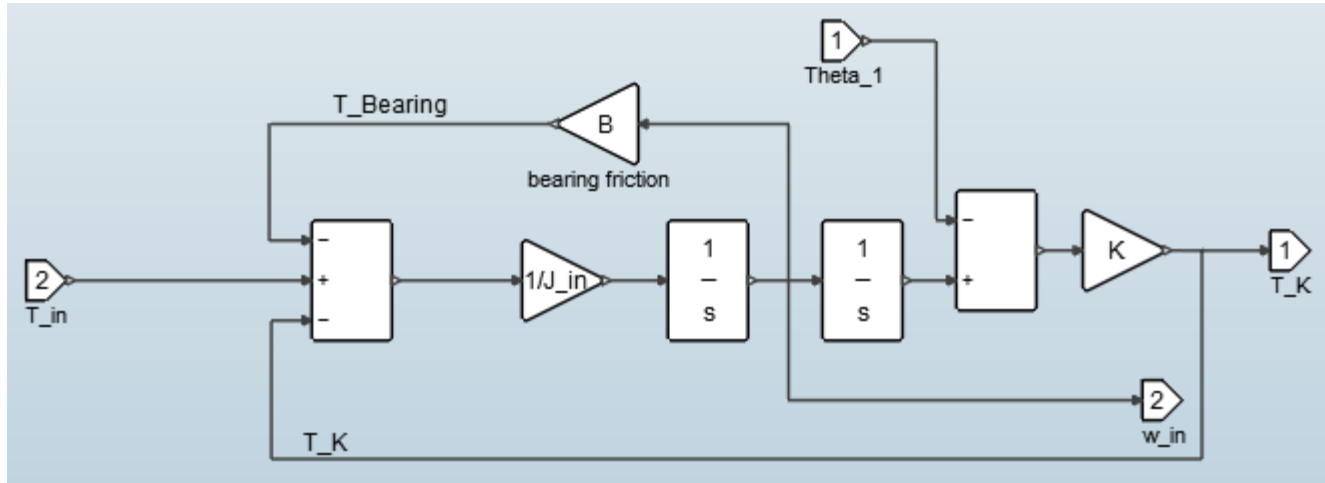 1
Theta_1
T_Bearing
B
bearing friction
−
+
−
2
T_in
1/J_in
1
s
1
s
−
+
K
1
T_K
2
w_in
T_K